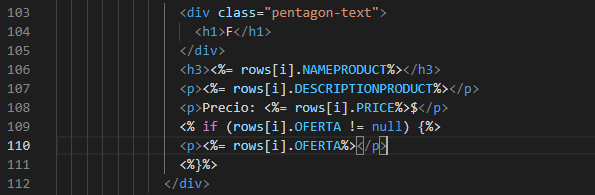 103 <div class="pentagon-text">
104 <h1>F</h1>
105 </div>
106 <h3><%= rows[i].NAMEPRODUCT%></h3>
107 <p><%= rows[i].DESCRIPTIONPRODUCT%></p>
108 <p>Precio: <%= rows[i].PRICE%>$</p>
109 <% if (rows[i].OFERTA != null) {%>
110 <p><%= rows[i].OFERTA%></p>
111 <%}%>
112 </div>